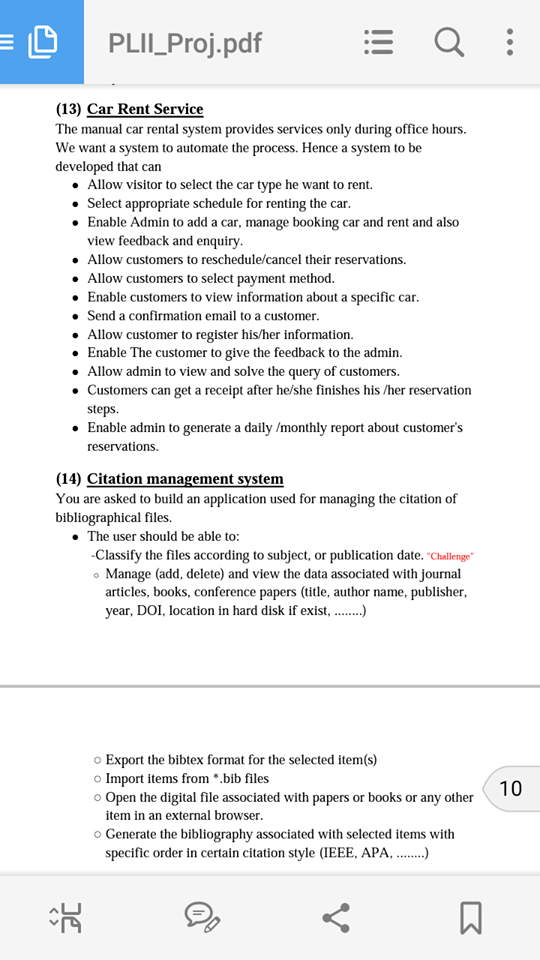 PLII_Proj.pdf
(13) Car Rent Service
The manual car rental system provides services only during office hours.
We want a system to automate the process. Hence a system to be
developed that can
● Allow visitor to select the car type he want to rent.
● Select appropriate schedule for renting the car.
● Enable Admin to add a car, manage booking car and rent and also
view feedback and enquiry.
● Allow customers to reschedule/cancel their reservations.
● Allow customers to select payment method.
● Enable customers to view information about a specific car.
● Send a confirmation email to a customer.
● Allow customer to register his/her information.
● Enable The customer to give the feedback to the admin.
● Allow admin to view and solve the query of customers.
● Customers can get a receipt after he/she finishes his /her reservation
steps.
● Enable admin to generate a daily /monthly report about customer's
reservations.
(14) Citation management system
You are asked to build an application used for managing the citation of
bibliographical files.
● The user should be able to:
-Classify the files according to subject, or publication date. "Challenge"
○ Manage (add, delete) and view the data associated with journal
articles, books, conference papers (title, author name, publisher,
year, DOI, location in hard disk if exist, ........)
○ Export the bibtex format for the selected item(s)
○ Import items from *.bib files
○ Open the digital file associated with papers or books or any other
item in an external browser.
○ Generate the bibliography associated with selected items with
specific order in certain citation style (IEEE, APA, ........)
10